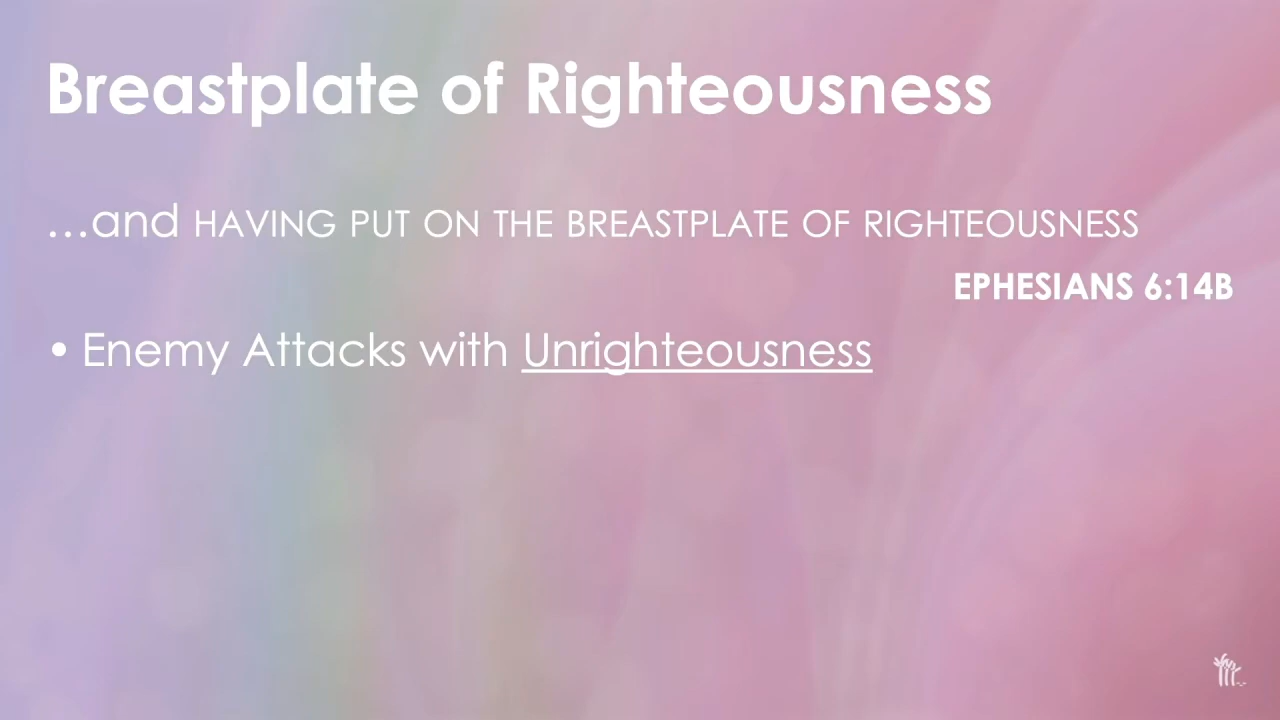 Breastplate of Righteousness
…and HAVING PUT ON THE BREASTPLATE OF RIGHTEOUSNESS
EPHESIANS 6:14B
• Enemy Attacks with Unrighteousness